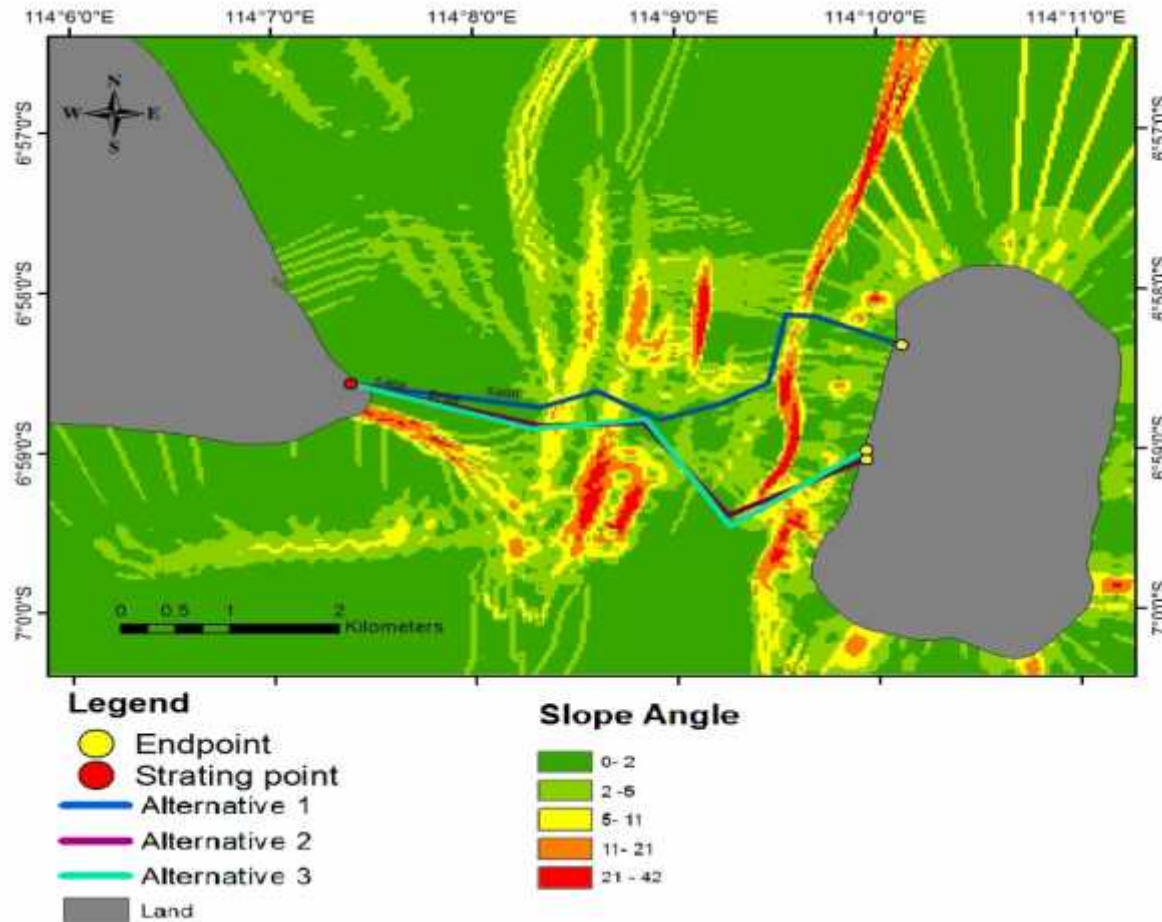 114°6'0"E 114°7'0"E 114°8'0"E 114°9'0"E 114°10'0"E 114°11'0"E
N
W E
S
6°57'0"S 6°57'0"S
6°58'0"S 6°58'0"S
6°59'0"S 6°59'0"S
7°0'0"S 7°0'0"S
0 0.5 1 2
Kilometers
Legend
Endpoint
Strating point
Alternative 1
Alternative 2
Alternative 3
Land
Slope Angle
0- 2
2 -5
5- 11
11- 21
21 - 42